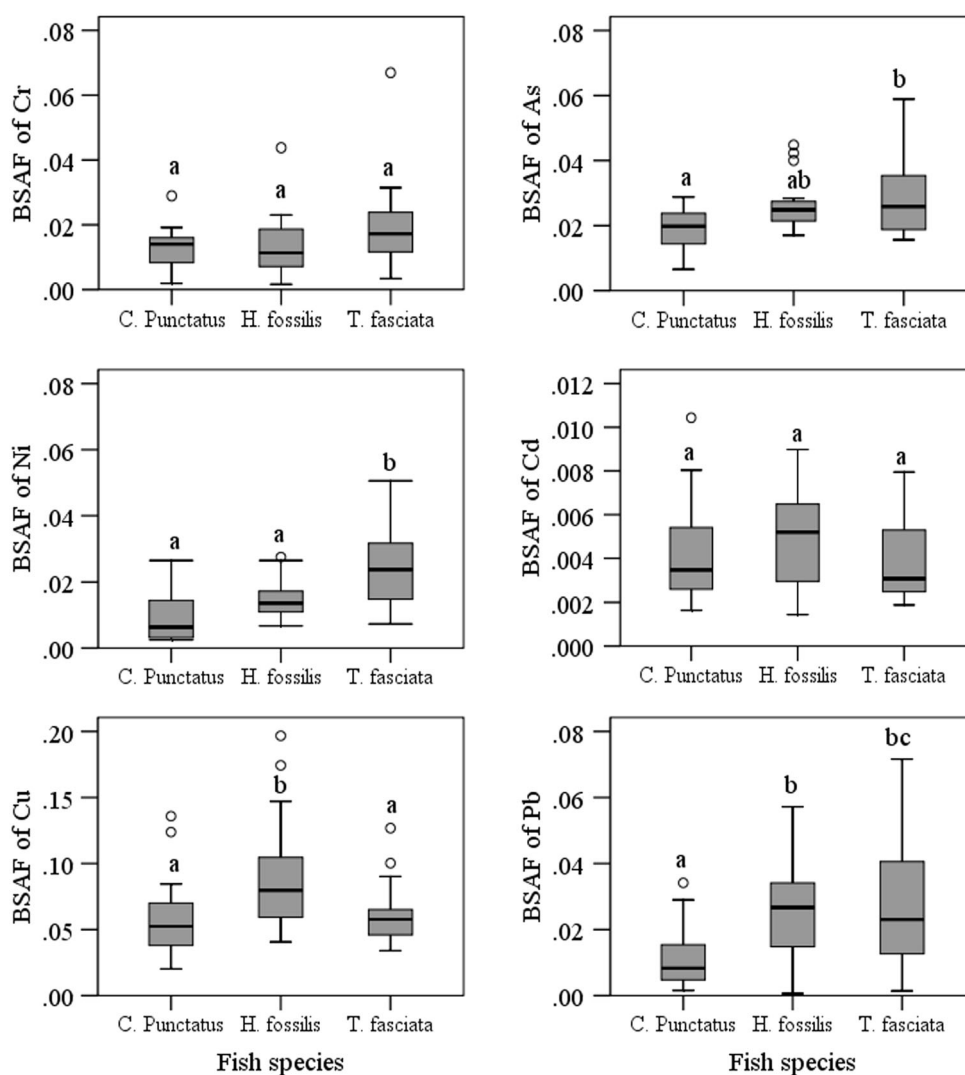 BSAF of Cr
.08
.06
.04
.02
.00
a
a
a
C. Punctatus H. fossilis T. fasciata
BSAF of As
.08
.06
.04
.02
.00
a
ab
b
C. Punctatus H. fossilis T. fasciata
BSAF of Ni
.08
.06
.04
.02
.00
a
a
b
C. Punctatus H. fossilis T. fasciata
BSAF of Cd
.012
.010
.008
.006
.004
.002
.000
a
a
a
C. Punctatus H. fossilis T. fasciata
BSAF of Cu
.20
.15
.10
.05
.00
a
b
a
C. Punctatus H. fossilis T. fasciata
Fish species
BSAF of Pb
.08
.06
.04
.02
.00
a
b
bc
C. Punctatus H. fossilis T. fasciata
Fish species